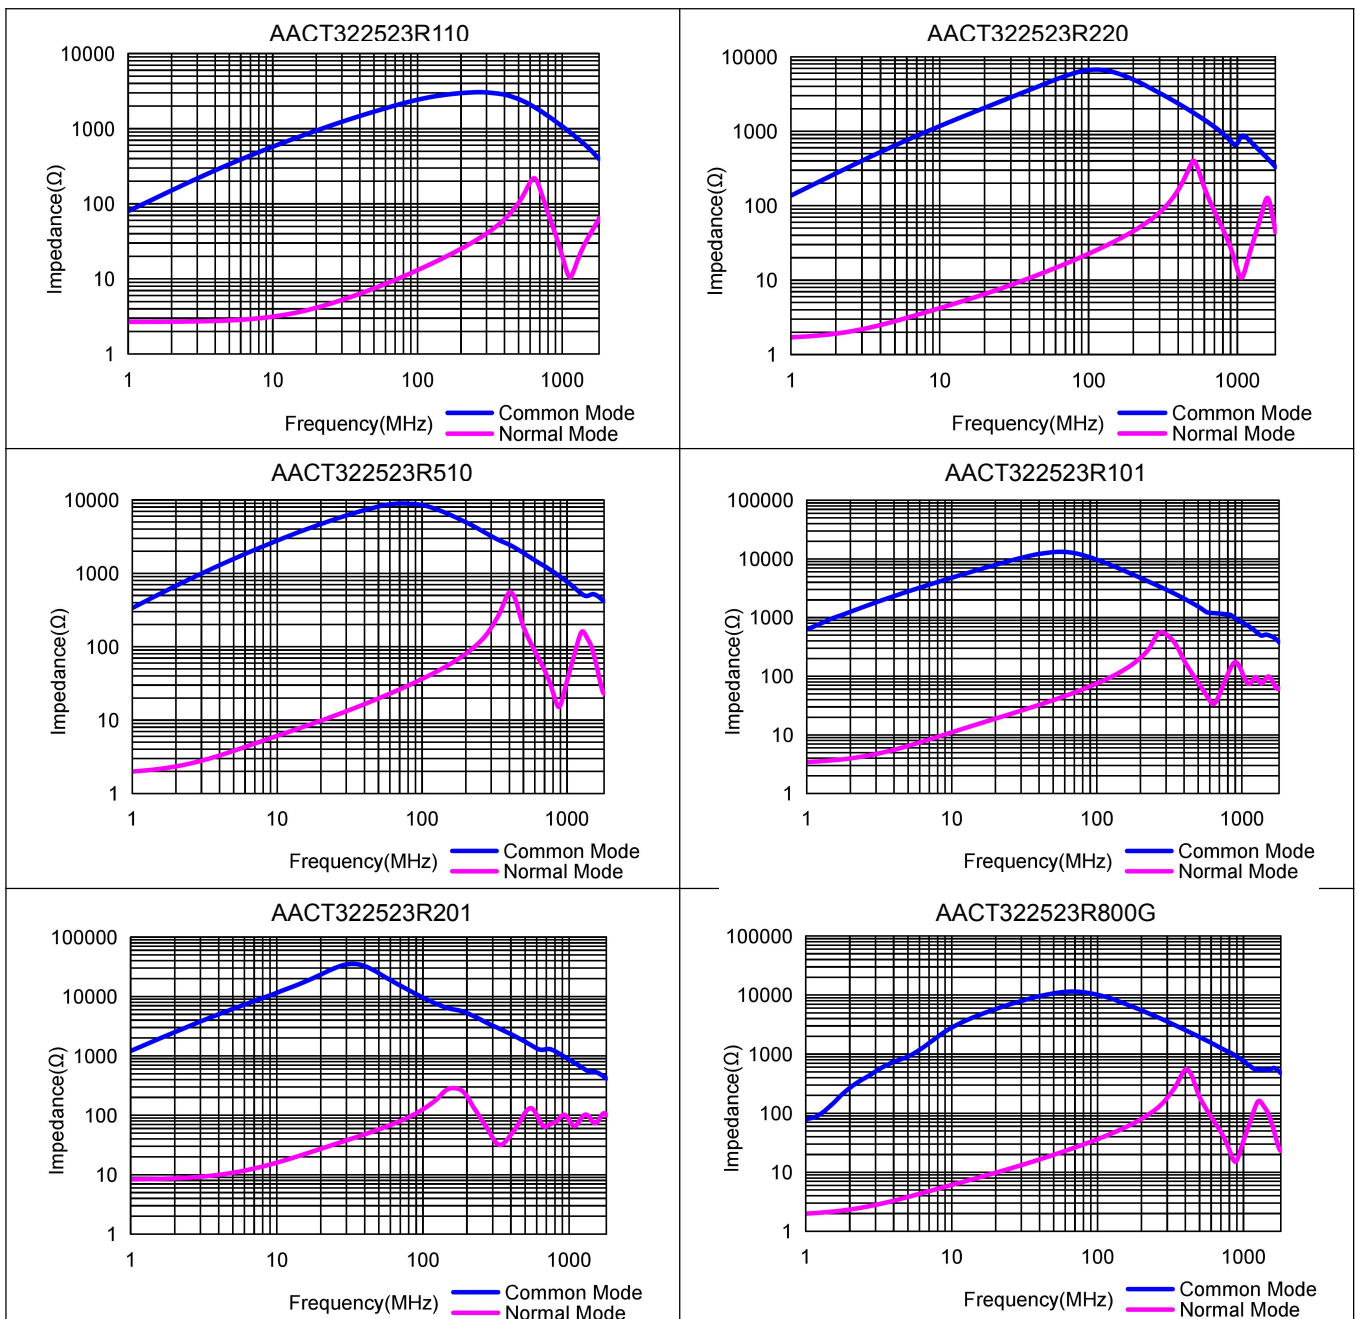 AACT322523R110
10000
1000
100
10
1
Impedance(Ω)
1 10 100 1000
Frequency(MHz)
Common Mode
Normal Mode
AACT322523R220
10000
1000
100
10
1
Impedance(Ω)
1 10 100 1000
Frequency(MHz)
Common Mode
Normal Mode
AACT322523R510
10000
1000
100
10
1
Impedance(Ω)
1 10 100 1000
Frequency(MHz)
Common Mode
Normal Mode
AACT322523R101
100000
10000
1000
100
10
1
Impedance(Ω)
1 10 100 1000
Frequency(MHz)
Common Mode
Normal Mode
AACT322523R201
100000
10000
1000
100
10
1
Impedance(Ω)
1 10 100 1000
Frequency(MHz)
Common Mode
Normal Mode
AACT322523R800G
100000
10000
1000
100
10
1
Impedance(Ω)
1 10 100 1000
Frequency(MHz)
Common Mode
Normal Mode